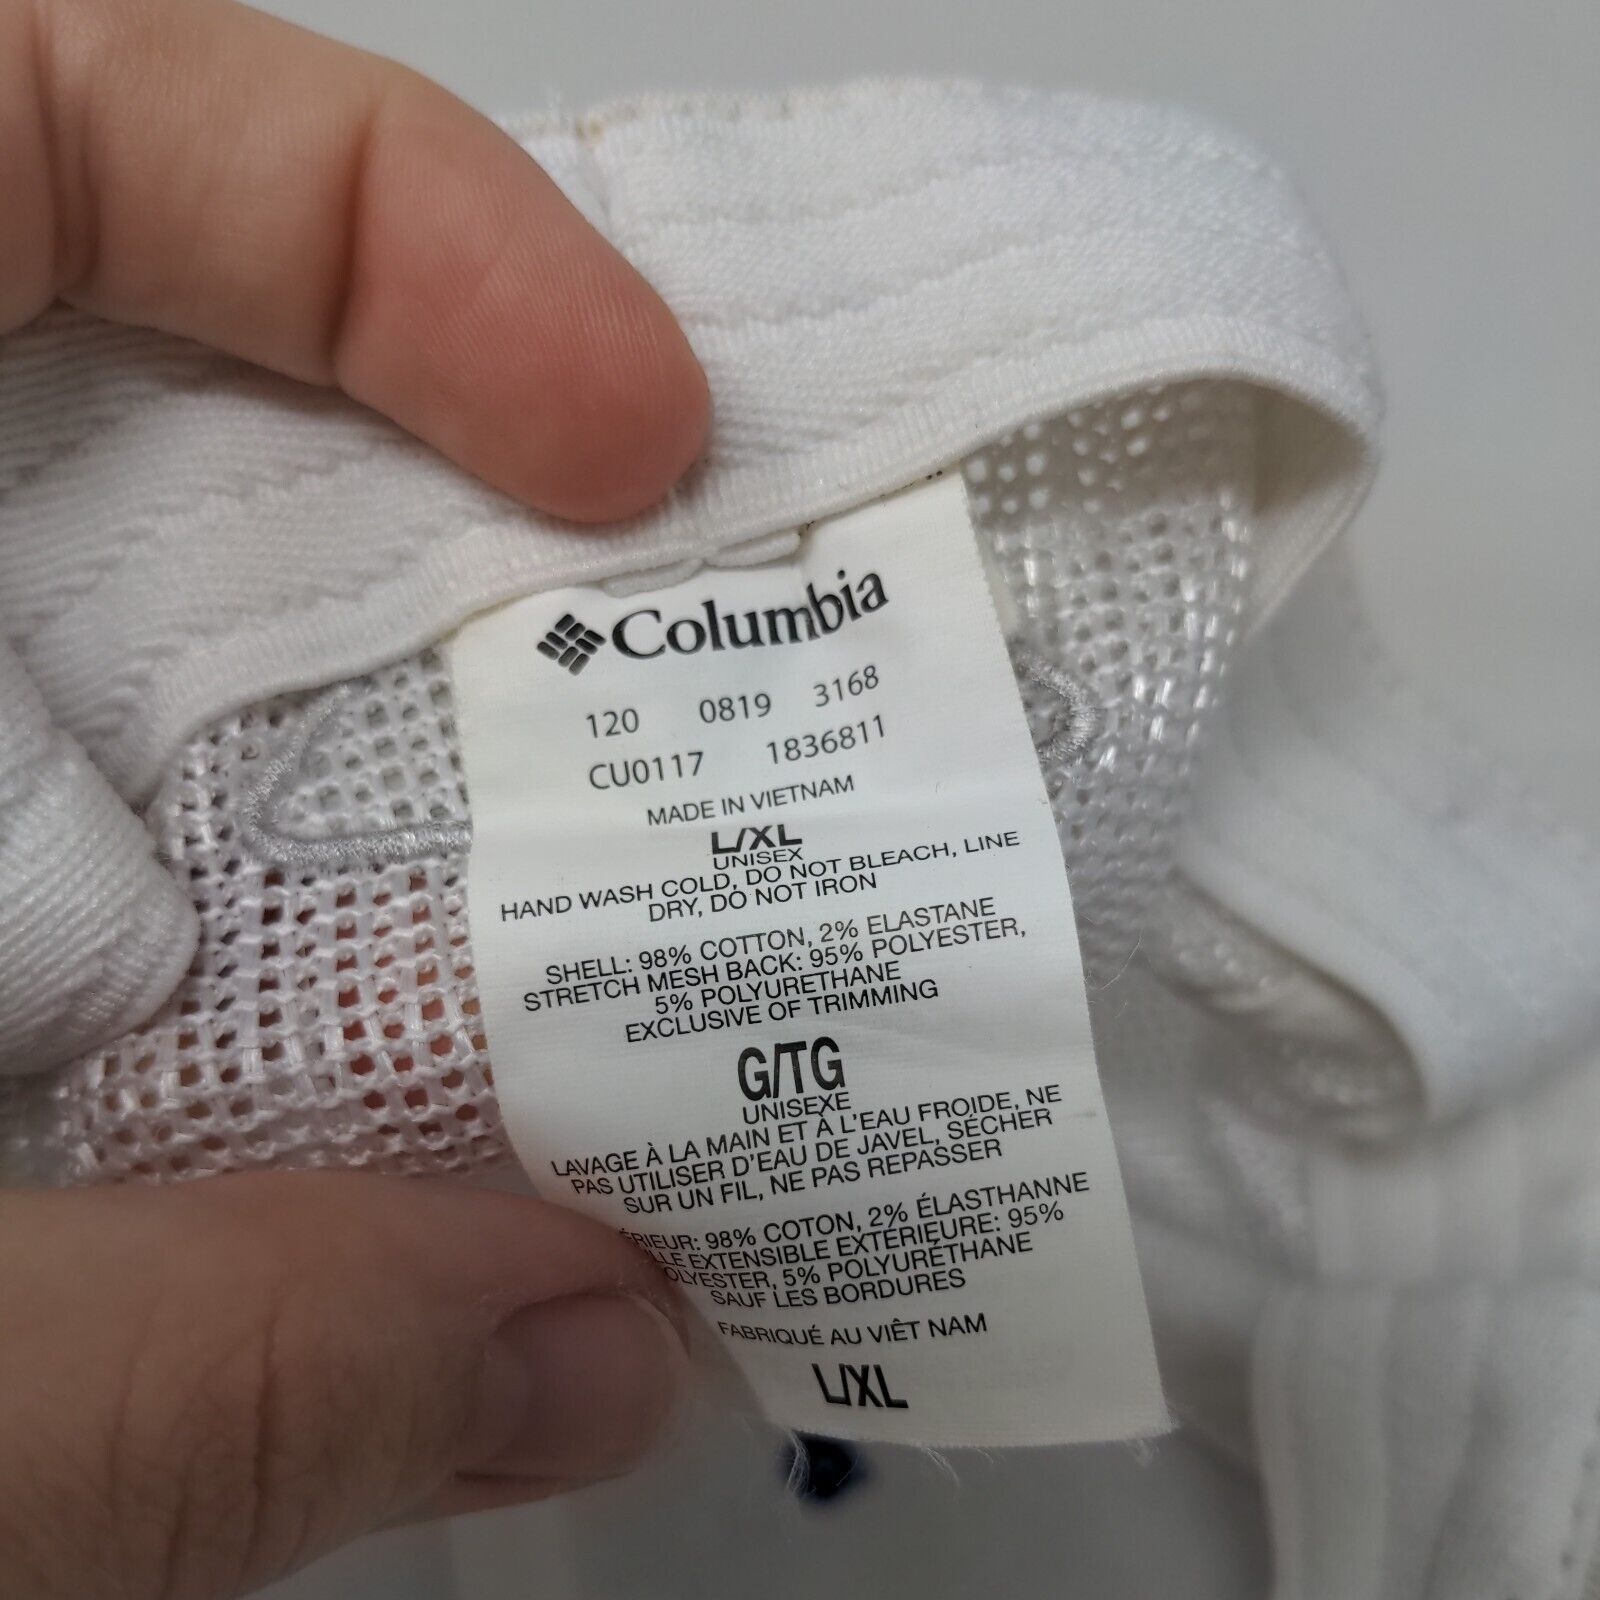 Columbia
120 0819 3168
CU0117 1836811
MADE IN VIETNAM
L/XL
UNISEX
HAND WASH COLD, DO NOT BLEACH, LINE
DRY, DO NOT IRON
SHELL: 98% COTTON, 2% ELASTANE
STRETCH MESH BACK: 95% POLYESTER,
5% POLYURETHANE
EXCLUSIVE OF TRIMMING
G/TG
UNISEXE
LAVAGE À LA MAIN ET À L'EAU FROIDE, NE
PAS UTILISER D'EAU DE JAVEL, SÉCHER
SUR UN FIL, NE PAS REPASSER
98% COTON, 2% ÉLASTHANNE
EXTENSIBLE EXTÉRIEURE: 95%
5% POLYURÉTHANE
SAUF LES BORDURES
FABRIQUÉ AU VIÊT NAM
L/XL